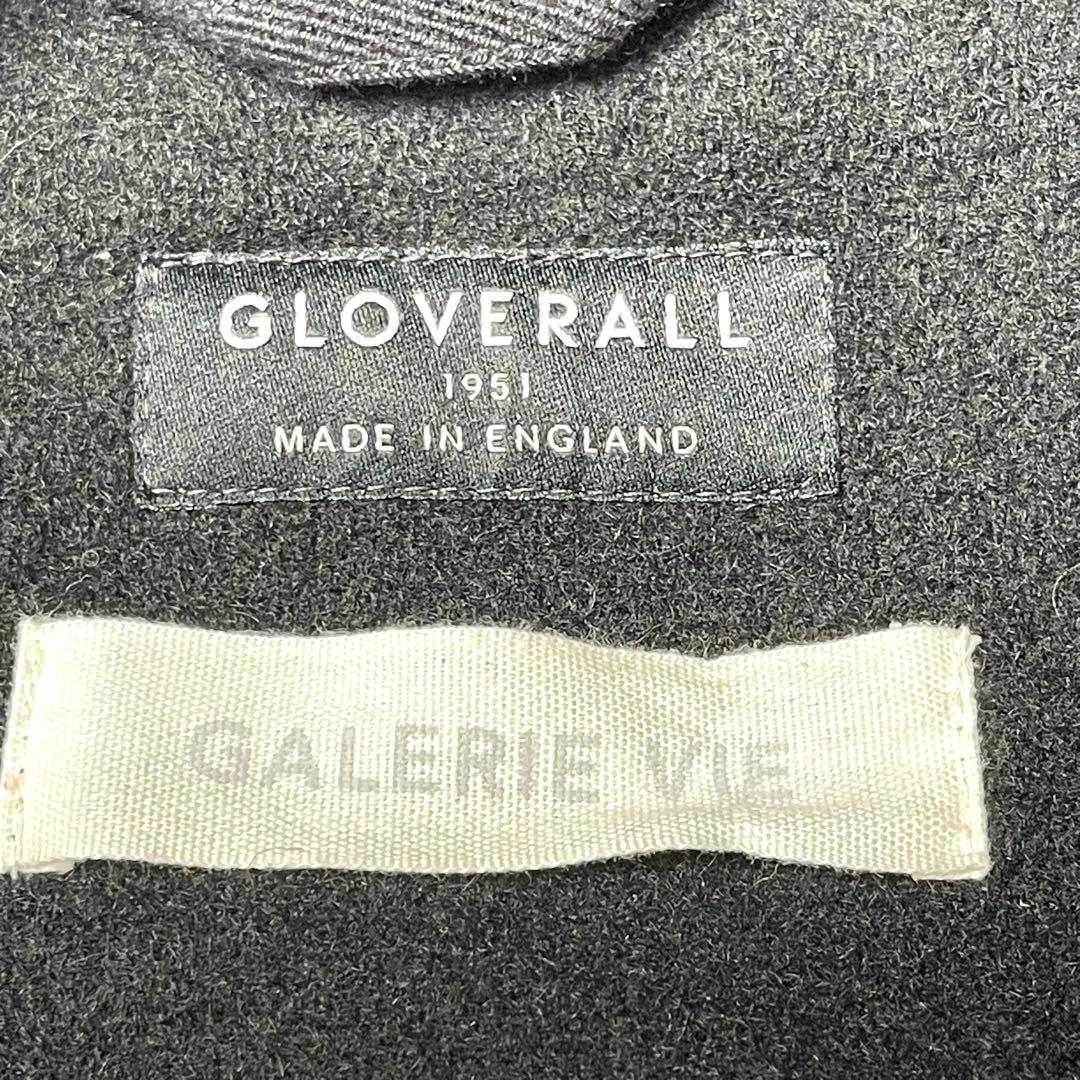 GLOVERALL
1951
MADE IN ENGLAND
GALERIE VIE